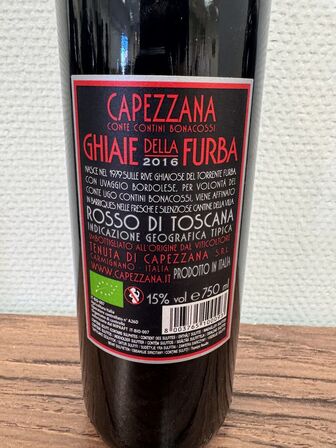 CAPEZZANA
CONTE CONTINI BONACOSSI
GHIAIE DELLA FURBA
2016
NASCE NEL 1979 SULLE RIVE GHIAIOSE DEL TORRENTE FURBA,
CON UVAGGIO BORDOLESE, PER VOLONTÀ DEL
CONTE UGO CONTINI BONACOSSI. VIENE AFFINATO
IN BARRIQUES NELLE FRESCHE E SILENZIOSE CANTINE DELLA VILLA.
ROSSO DI TOSCANA
INDICAZIONE GEOGRAFICA TIPICA
IMBOTTIGLIATO ALL'ORIGINE DAL VITICOLTORE
TENUTA DI CAPEZZANA S.R.L.
CARMIGNANO - ITALIA
WWW.CAPEZZANA.IT PRODOTTO IN ITALIA
15% vol e 750 ml
IT-BIO-007